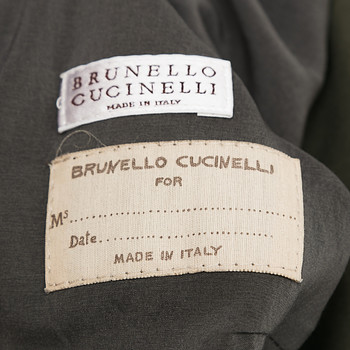 BRUNELLO
CUCINELLI
MADE IN ITALY
BRUNELLO CUCINELLI
FOR
Ms..............................
Date..........................
MADE IN ITALY